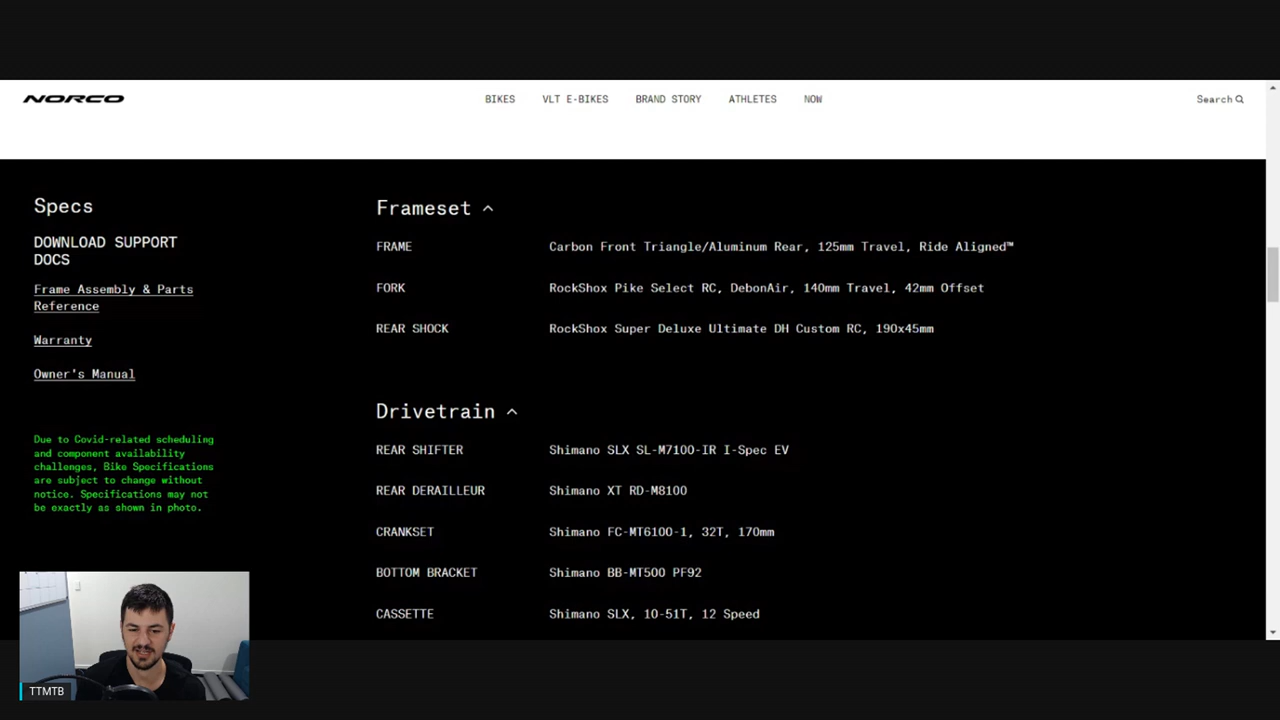 NORCO
BIKES
VLT E-BIKES
BRAND STORY
ATHLETES
NOW
Search
Specs
DOWNLOAD SUPPORT
DOCS
Frame Assembly & Parts
Reference
Warranty
Owner's Manual
Due to Covid-related scheduling
and component availability
challenges, Bike Specifications
are subject to change without
notice. Specifications may not
be exactly as shown in photo.
Frameset
FRAME Carbon Front Triangle/Aluminum Rear, 125mm Travel, Ride Aligned™
FORK RockShox Pike Select RC, DebonAir, 140mm Travel, 42mm Offset
REAR SHOCK RockShox Super Deluxe Ultimate DH Custom RC, 190x45mm
Drivetrain
REAR SHIFTER Shimano SLX SL-M7100-IR I-Spec EV
REAR DERAILLEUR Shimano XT RD-M8100
CRANKSET Shimano FC-MT6100-1, 32T, 170mm
BOTTOM BRACKET Shimano BB-MT500 PF92
CASSETTE Shimano SLX, 10-51T, 12 Speed
TTMTB